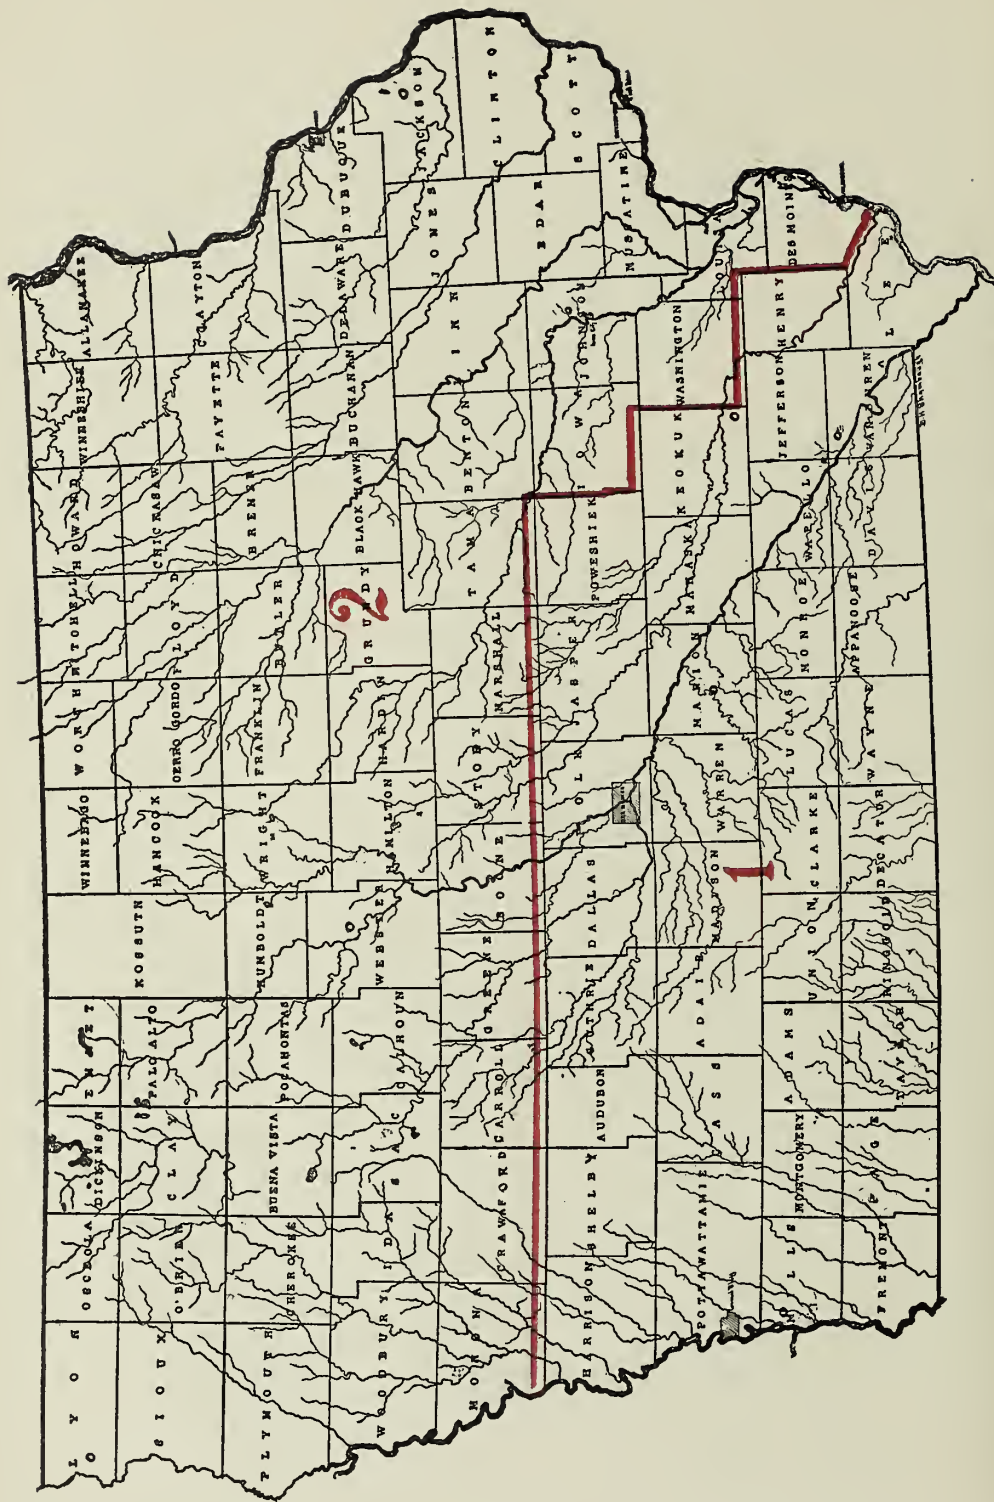 LYON
OSCEOLA
DICKINSON
EMMET
KOSSUTH
WINNEBAGO
WORTH
MITCHELL
HOWARD
WINNESHIEK
ALLAMAKEE
SIOUX
O'BRIEN
CLAY
PALOALTO
HANCOCK
CERRO GORDO
FLOYD
CHICKASAW
FAYETTE
CLAYTON
PLYMOUTH
CHEROKEE
BUENA VISTA
POCAHONTAS
HUMBOLDT
WRIGHT
FRANKLIN
BUTLER
BREMER
2
WOODBURY
IDA
SAC
CALHOUN
WEBSTER
HAMILTON
HARDIN
GRUNDY
BLACK HAWK
BUCHANAN
DELAWARE
DUBUQUE
MONONA
CRAWFORD
CARROLL
GREENE
BOONE
STORY
MARSHALL
TAMA
BENTON
LINN
JONES
JACKSON
HARRISON
SHELBY
AUDUBON
GUTHRIE
DALLAS
POLK
JASPER
POWESHIEK
IOWA
JOHNSON
CEDAR
CLINTON
SCOTT
MUSCATINE
POTTAWATTAMIE
CASS
ADAIR
MADISON
WARREN
MARION
MAHASKA
KEOKUK
WASHINGTON
LOUISA
1
MILLS
MONTGOMERY
ADAMS
UNION
CLARKE
LUCAS
MONROE
WAPELLO
JEFFERSON
HENRY
DES MOINES
FREMONT
PAGE
TAYLOR
RINGGOLD
DECATUR
WAYNE
APPANOOSE
DAVIS
VAN BUREN
LEE